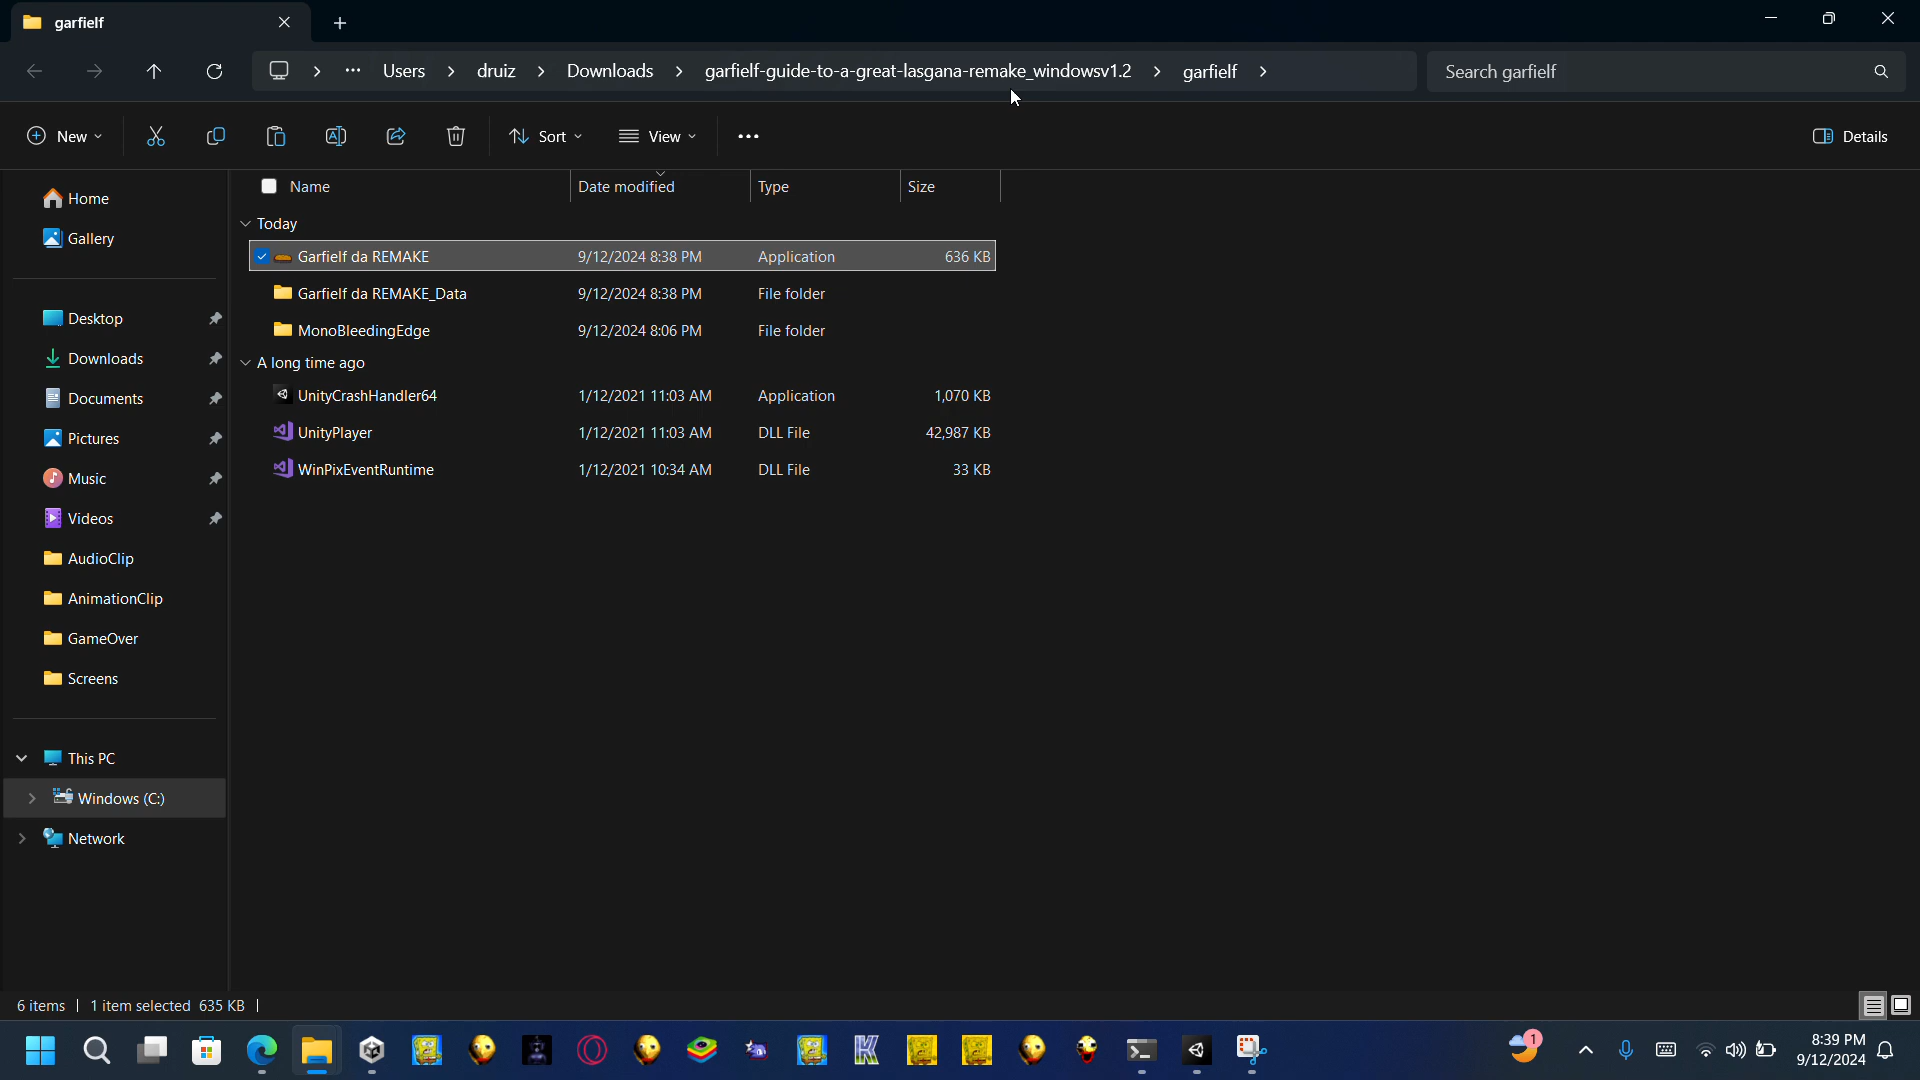 garfielf
Users
druiz
Downloads
garfielf-guide-to-a-great-lasgana-remake_windowsv1.2
garfielf
Search garfielf
New
Sort
View
Details
Name
Date modified
Type
Size
Today
Garfielf da REMAKE 9/12/2024 8:38 PM Application 636 KB
Garfielf da REMAKE_Data 9/12/2024 8:38 PM File folder
MonoBleedingEdge 9/12/2024 8:06 PM File folder
A long time ago
UnityCrashHandler64 1/12/2021 11:03 AM Application 1,070 KB
UnityPlayer 1/12/2021 11:03 AM DLL File 42,987 KB
WinPixEventRuntime 1/12/2021 10:34 AM DLL File 33 KB
Home
Gallery
Desktop
Downloads
Documents
Pictures
Music
Videos
AudioClip
AnimationClip
GameOver
Screens
This PC
Windows (C:)
Network
6 items
1 item selected 635 KB
1
8:39 PM
9/12/2024